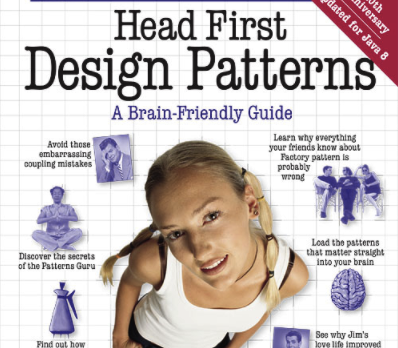 10th
Anniversary
Updated for Java 8
Head First
Design Patterns
A Brain-Friendly Guide
Avoid those
embarrassing
coupling mistakes
Learn why everything
your friends know about
Factory pattern is
probably
wrong
Discover the secrets
of the Patterns Guru
Load the patterns
that matter straight
into your brain
Find out how
See why Jim's
love life improved